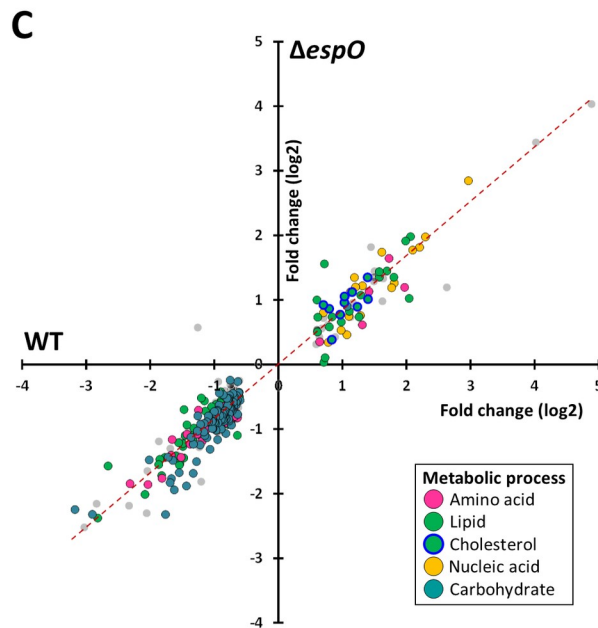 C
5
ΔespO
4
3
2
1
Fold change (log2)
WT
-4
-3
-2
-1
0
0
1
2
3
4
5
Fold change (log2)
-1
-2
-3
-4
Metabolic process
Amino acid
Lipid
Cholesterol
Nucleic acid
Carbohydrate